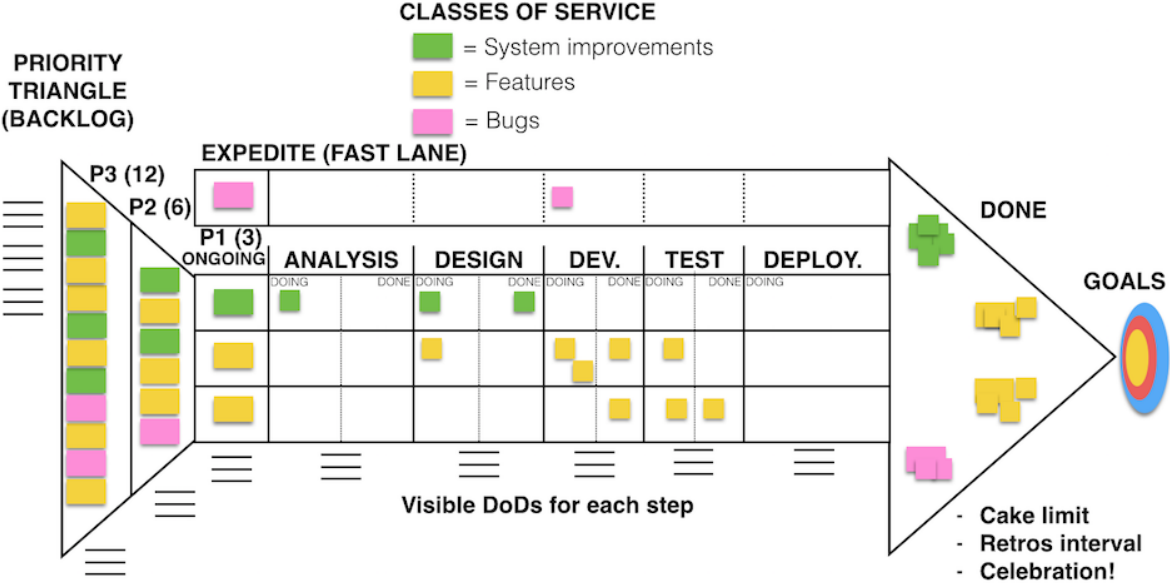 CLASSES OF SERVICE
= System improvements
= Features
= Bugs
PRIORITY
TRIANGLE
(BACKLOG)
EXPEDITE (FAST LANE)
P3 (12)
P2 (6)
P1 (3)
ONGOING
ANALYSIS
DESIGN
DEV.
TEST
DEPLOY.
DOING
DONE
DOING
DONE
DOING
DONE
DOING
DONE
DOING
DONE
GOALS
Visible DoDs for each step
- Cake limit
- Retros interval
- Celebration!